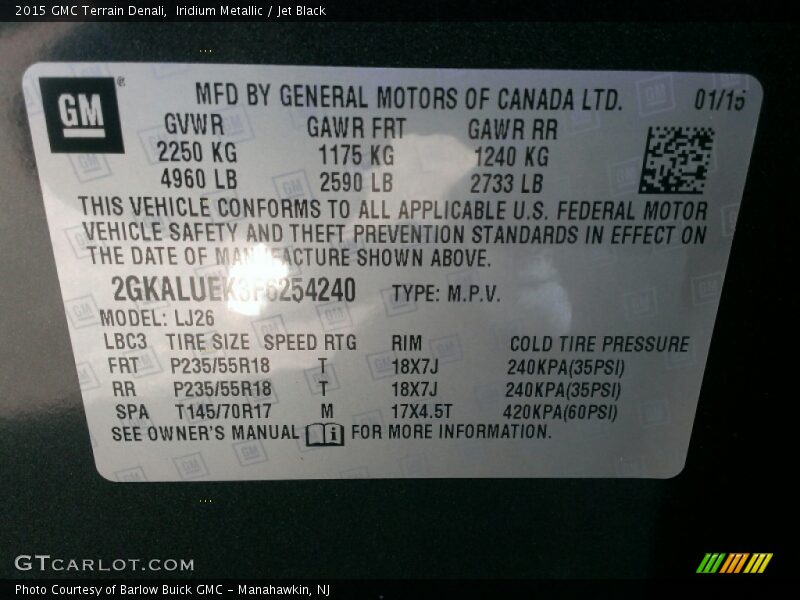 2015 GMC Terrain Denali, Iridium Metallic / Jet Black
GM ®
MFD BY GENERAL MOTORS OF CANADA LTD. 01/15
GVWR GAWR FRT GAWR RR
2250 KG 1175 KG 1240 KG
4960 LB 2590 LB 2733 LB
THIS VEHICLE CONFORMS TO ALL APPLICABLE U.S. FEDERAL MOTOR
VEHICLE SAFETY AND THEFT PREVENTION STANDARDS IN EFFECT ON
THE DATE OF MANUFACTURE SHOWN ABOVE.
2GKALUEK3F6254240 TYPE: M.P.V.
MODEL: LJ26
LBC3 TIRE SIZE SPEED RTG RIM COLD TIRE PRESSURE
FRT P235/55R18 T 18X7J 240KPA(35PSI)
RR P235/55R18 T 18X7J 240KPA(35PSI)
SPA T145/70R17 M 17X4.5T 420KPA(60PSI)
SEE OWNER'S MANUAL i FOR MORE INFORMATION.
GTCARLOT.COM
Photo Courtesy of Barlow Buick GMC - Manahawkin, NJ